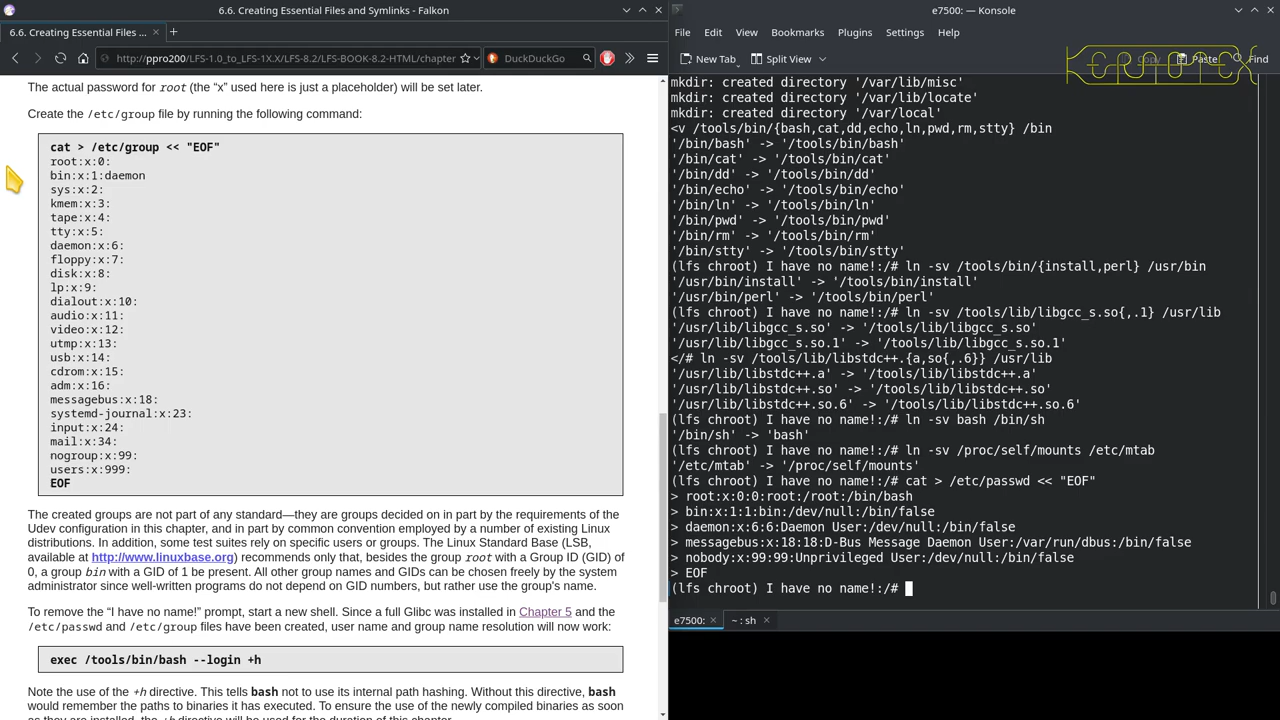 6.6. Creating Essential Files and Symlinks - Falkon
6.6. Creating Essential Files ...
http://ppro200/LFS-1.0_to_LFS-1X.X/LFS-8.2/LFS-BOOK-8.2-HTML/chapter
DuckDuckGo
The actual password for root (the “x” used here is just a placeholder) will be set later.
Create the /etc/group file by running the following command:
cat > /etc/group << "EOF"
root:x:0:
bin:x:1:daemon
sys:x:2:
kmem:x:3:
tape:x:4:
tty:x:5:
daemon:x:6:
floppy:x:7:
disk:x:8:
lp:x:9:
dialout:x:10:
audio:x:11:
video:x:12:
utmp:x:13:
usb:x:14:
cdrom:x:15:
adm:x:16:
messagebus:x:18:
systemd-journal:x:23:
input:x:24:
mail:x:34:
nogroup:x:99:
users:x:999:
EOF
The created groups are not part of any standard—they are groups decided on in part by the requirements of the
Udev configuration in this chapter, and in part by common convention employed by a number of existing Linux
distributions. In addition, some test suites rely on specific users or groups. The Linux Standard Base (LSB,
available at http://www.linuxbase.org) recommends only that, besides the group root with a Group ID (GID) of
0, a group bin with a GID of 1 be present. All other group names and GIDs can be chosen freely by the system
administrator since well-written programs do not depend on GID numbers, but rather use the group's name.
To remove the “I have no name!” prompt, start a new shell. Since a full Glibc was installed in Chapter 5 and the
/etc/passwd and /etc/group files have been created, user name and group name resolution will now work:
exec /tools/bin/bash --login +h
Note the use of the +h directive. This tells bash not to use its internal path hashing. Without this directive, bash
would remember the paths to binaries it has executed. To ensure the use of the newly compiled binaries as soon
as they are installed, the +h directive will be used for the duration of this chapter.
e7500: — Konsole
File Edit View Bookmarks Plugins Settings Help
New Tab Split View Copy Paste Find
mkdir: created directory '/var/lib/misc'
mkdir: created directory '/var/lib/locate'
mkdir: created directory '/var/local'
<v /tools/bin/{bash,cat,dd,echo,ln,pwd,rm,stty} /bin
'/bin/bash' -> '/tools/bin/bash'
'/bin/cat' -> '/tools/bin/cat'
'/bin/dd' -> '/tools/bin/dd'
'/bin/echo' -> '/tools/bin/echo'
'/bin/ln' -> '/tools/bin/ln'
'/bin/pwd' -> '/tools/bin/pwd'
'/bin/rm' -> '/tools/bin/rm'
'/bin/stty' -> '/tools/bin/stty'
(lfs chroot) I have no name!:/# ln -sv /tools/bin/{install,perl} /usr/bin
'/usr/bin/install' -> '/tools/bin/install'
'/usr/bin/perl' -> '/tools/bin/perl'
(lfs chroot) I have no name!:/# ln -sv /tools/lib/libgcc_s.so{,.1} /usr/lib
'/usr/lib/libgcc_s.so' -> '/tools/lib/libgcc_s.so'
'/usr/lib/libgcc_s.so.1' -> '/tools/lib/libgcc_s.so.1'
</# ln -sv /tools/lib/libstdc++.{a,so{,.6}} /usr/lib
'/usr/lib/libstdc++.a' -> '/tools/lib/libstdc++.a'
'/usr/lib/libstdc++.so' -> '/tools/lib/libstdc++.so'
'/usr/lib/libstdc++.so.6' -> '/tools/lib/libstdc++.so.6'
(lfs chroot) I have no name!:/# ln -sv bash /bin/sh
'/bin/sh' -> 'bash'
(lfs chroot) I have no name!:/# ln -sv /proc/self/mounts /etc/mtab
'/etc/mtab' -> '/proc/self/mounts'
(lfs chroot) I have no name!:/# cat > /etc/passwd << "EOF"
> root:x:0:0:root:/root:/bin/bash
> bin:x:1:1:bin:/dev/null:/bin/false
> daemon:x:6:6:Daemon User:/dev/null:/bin/false
> messagebus:x:18:18:D-Bus Message Daemon User:/var/run/dbus:/bin/false
> nobody:x:99:99:Unprivileged User:/dev/null:/bin/false
> EOF
(lfs chroot) I have no name!:/#
e7500:
~ : sh